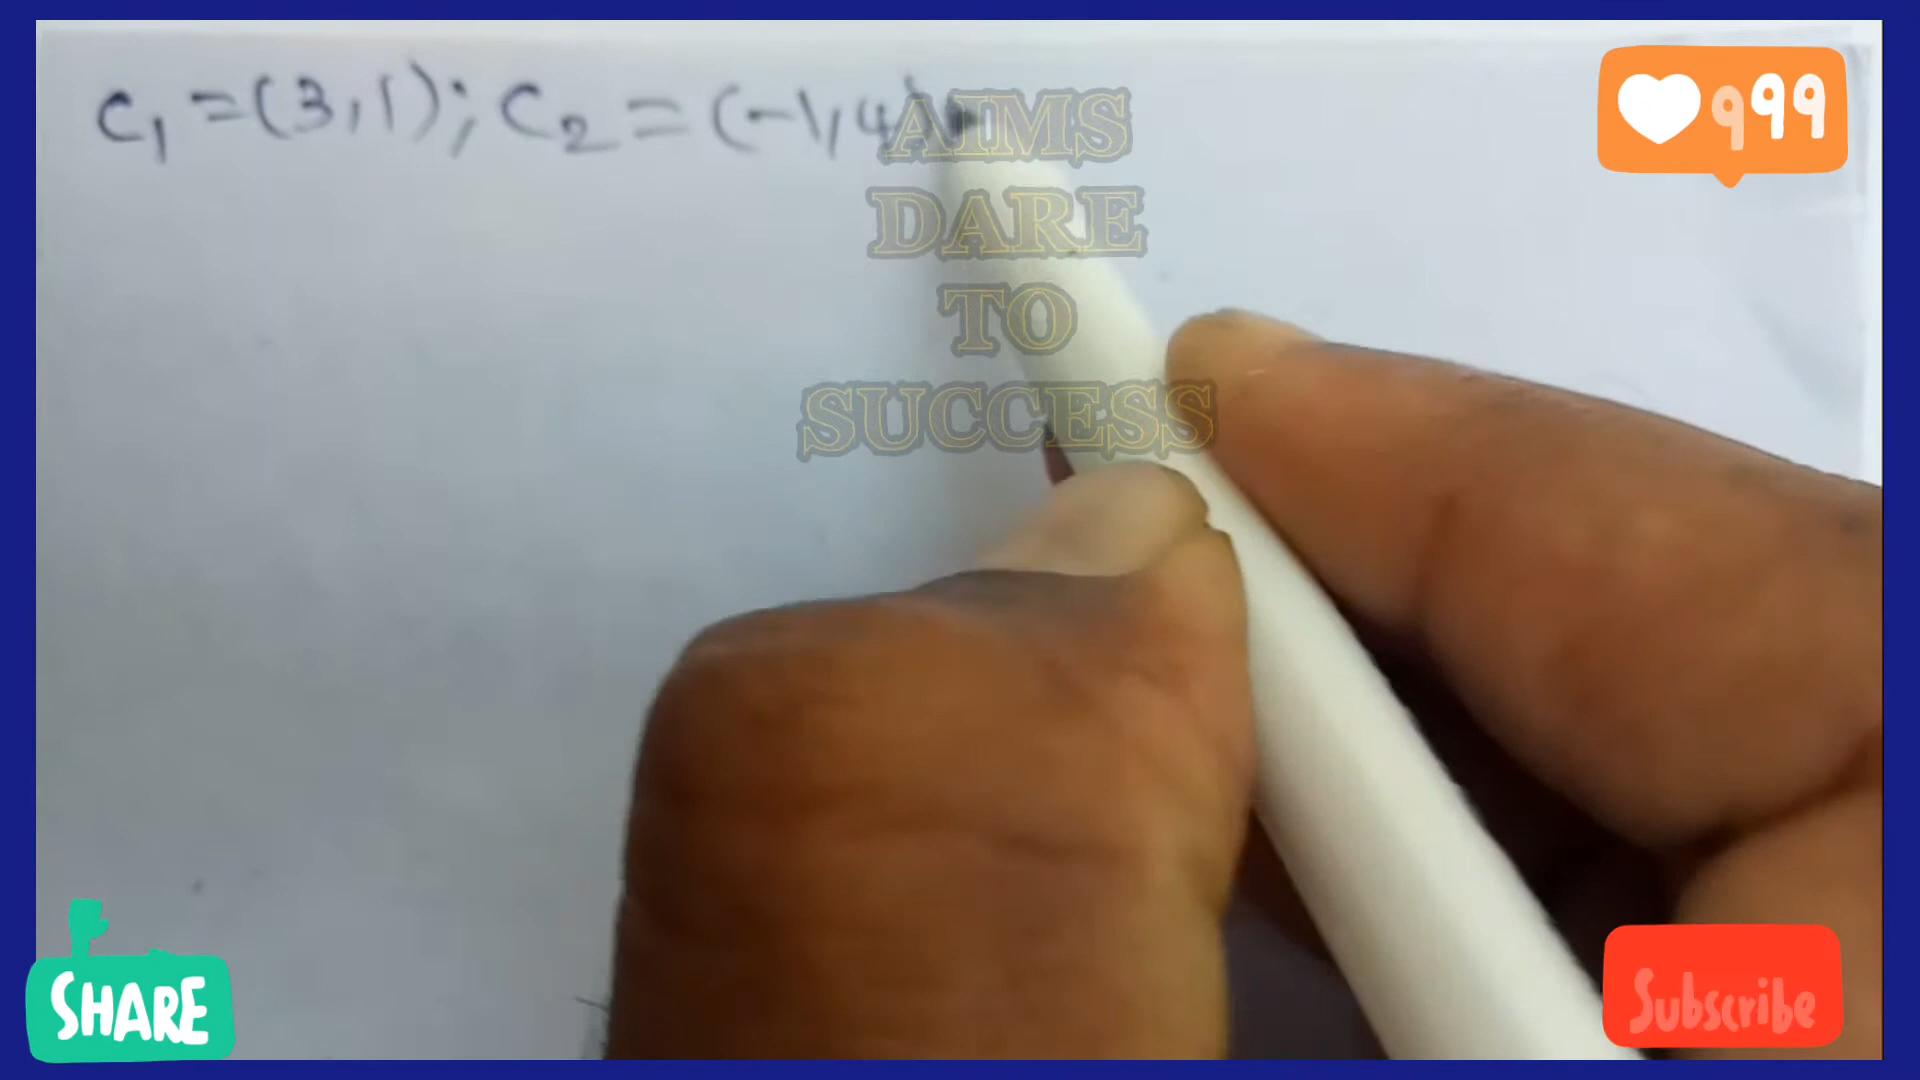 C₁ = (3, 1); C₂ = (-1, 4)
999
AIMS
DARE
TO
SUCCESS
SHARE
Subscribe